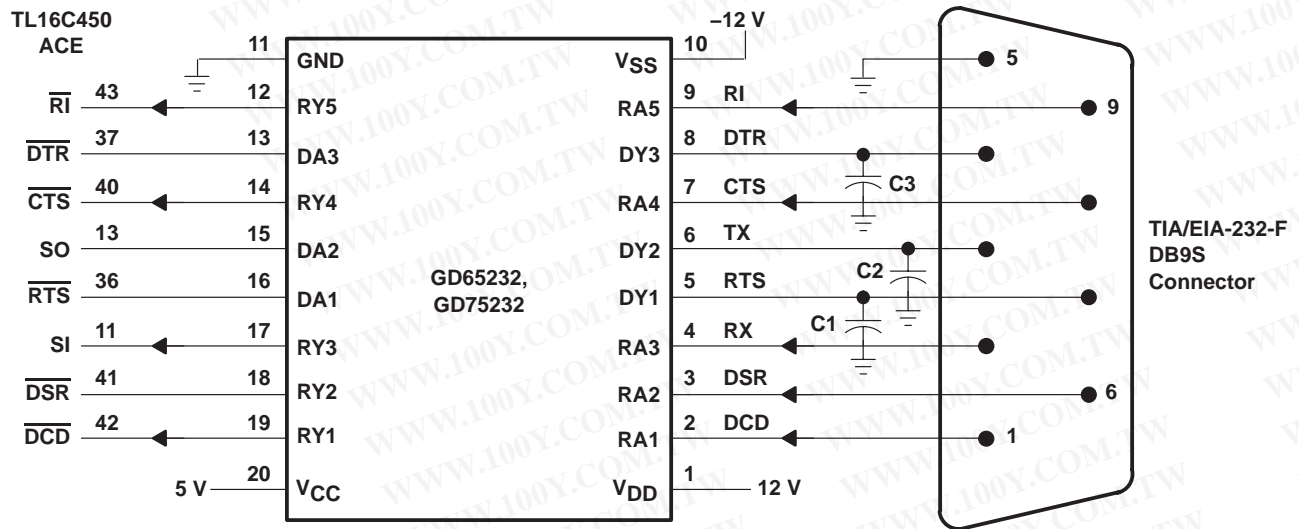 TL16C450
ACE
–12 V
11 GND VSS 10
5
RI 43 12 RY5 RA5 9 RI 9
DTR 37 13 DA3 DY3 8 DTR
C3
CTS 40 14 RY4 RA4 7 CTS
SO 13 15 DA2 DY2 6 TX
TIA/EIA-232-F
DB9S
Connector
C2
RTS 36 16 DA1 DY1 5 RTS
GD65232,
GD75232
C1
SI 11 17 RY3 RA3 4 RX
DSR 41 18 RY2 RA2 3 DSR 6
DCD 42 19 RY1 RA1 2 DCD 1
5 V 20 VCC VDD 1 12 V
WWW.100Y.COM.TW